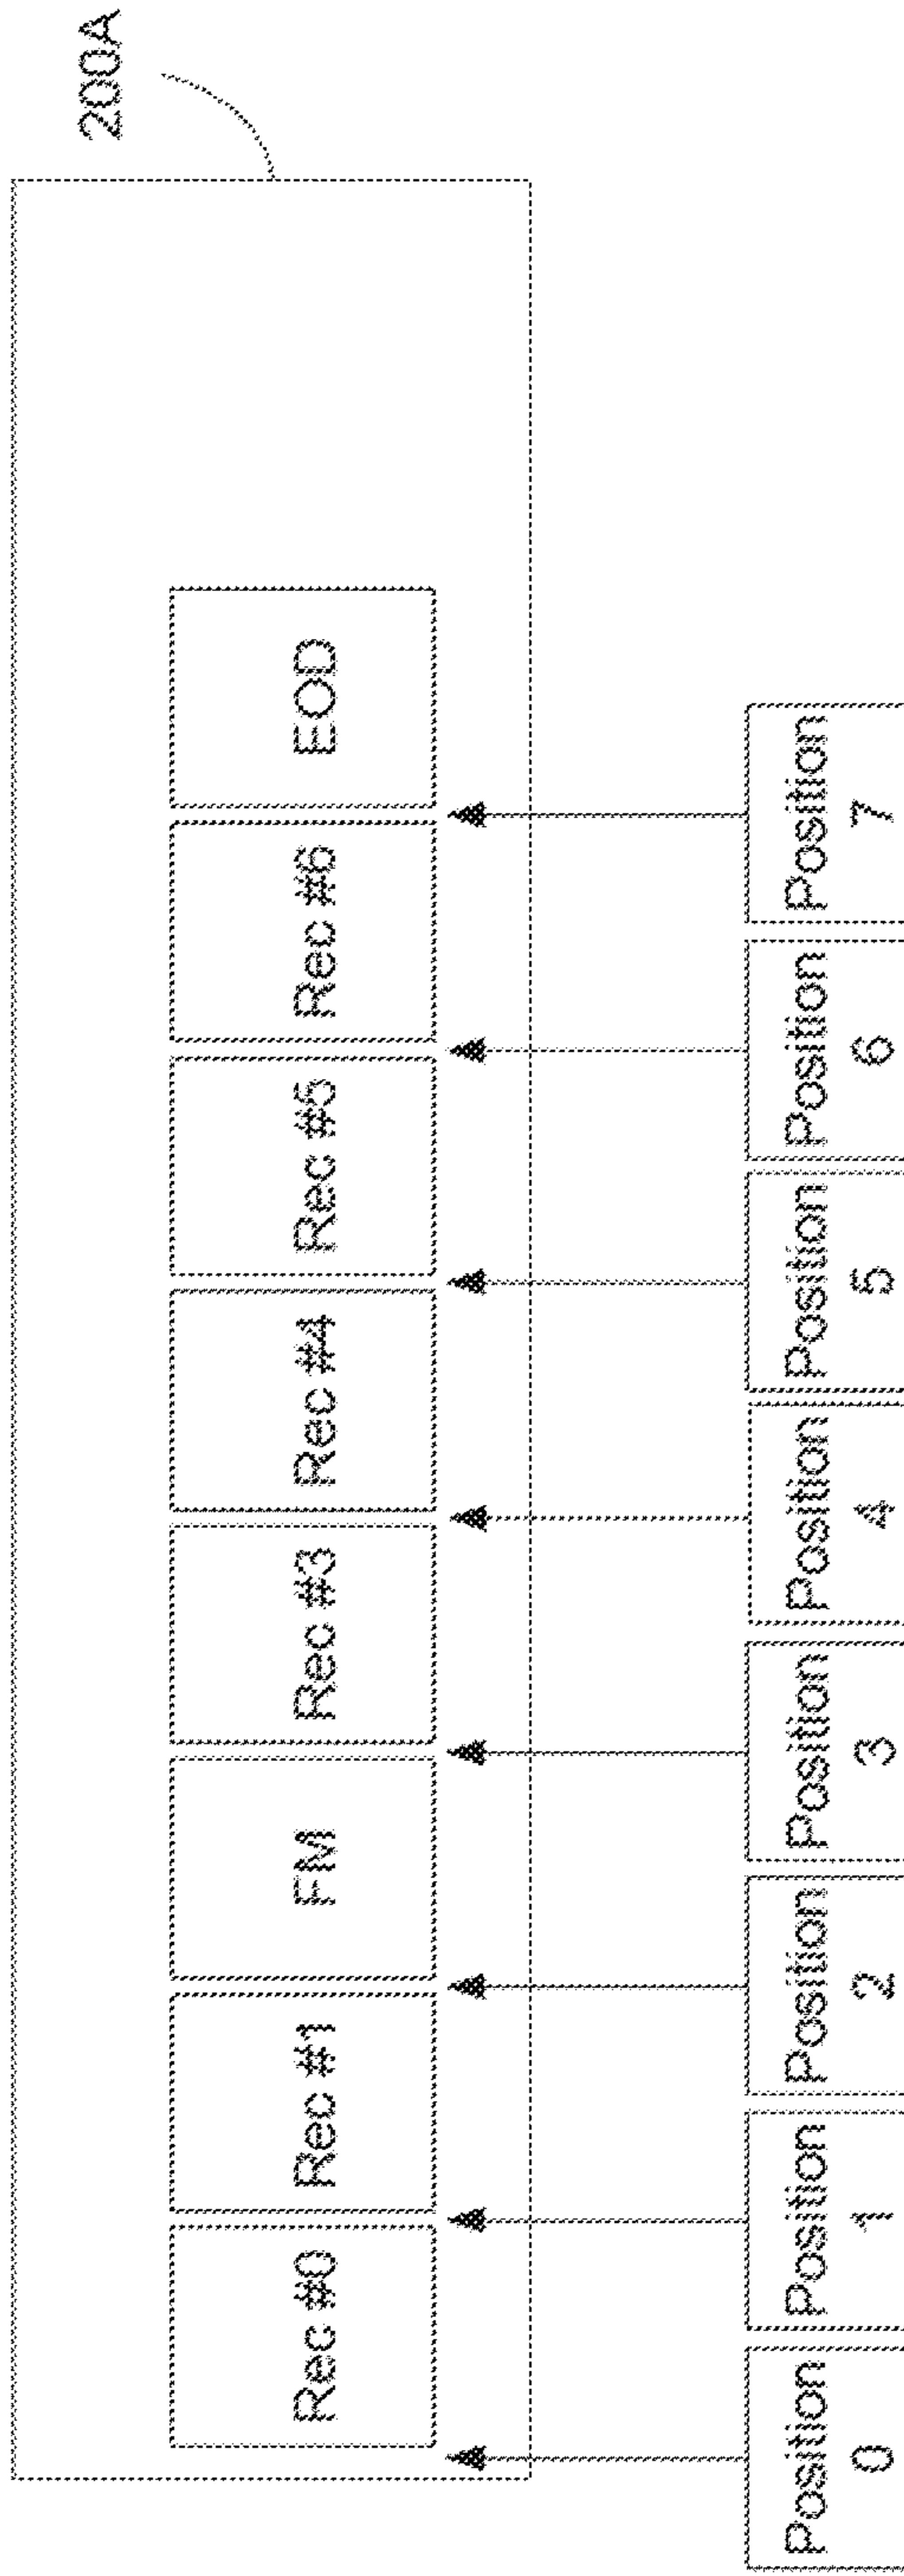 200A
Rec #0
Rec #1
FM
Rec #3
Rec #4
Rec #5
Rec #6
EOD
Position
0
Position
1
Position
2
Position
3
Position
4
Position
5
Position
6
Position
7